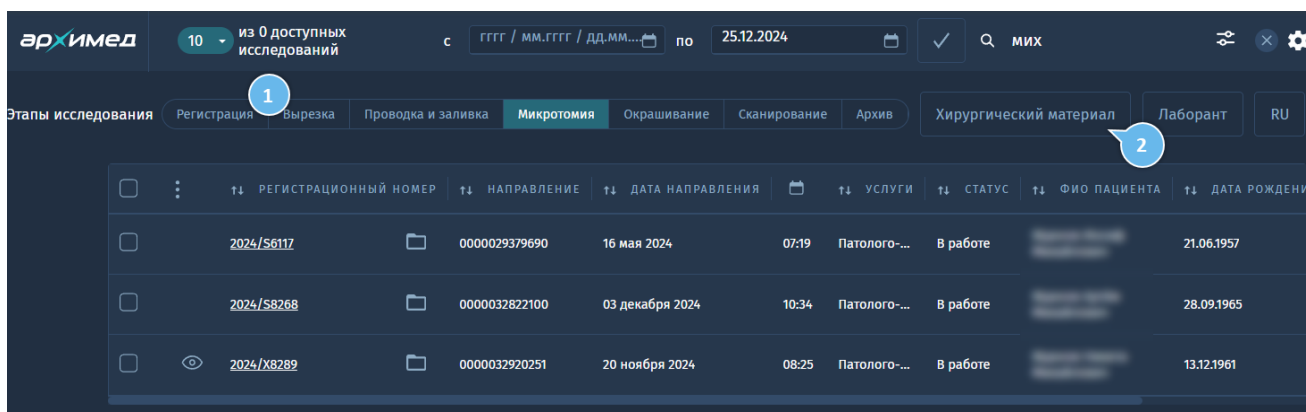 архимед
10
из 0 доступных
исследований
с гггг / мм.гггг / дд.мм.... по 25.12.2024
мих
1
Этапы исследования Регистрация Вырезка Проводка и заливка Микротомия Окрашивание Сканирование Архив Хирургический материал Лаборант RU
2
РЕГИСТРАЦИОННЫЙ НОМЕР НАПРАВЛЕНИЕ ДАТА НАПРАВЛЕНИЯ УСЛУГИ СТАТУС ФИО ПАЦИЕНТА ДАТА РОЖДЕНИ
2024/S6117 0000029379690 16 мая 2024 07:19 Патолого-... В работе 21.06.1957
2024/S8268 0000032822100 03 декабря 2024 10:34 Патолого-... В работе 28.09.1965
2024/X8289 0000032920251 20 ноября 2024 08:25 Патолого-... В работе 13.12.1961